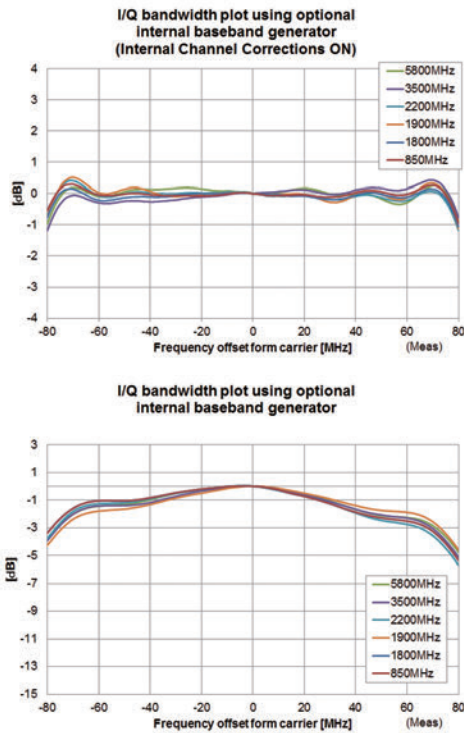 I/Q bandwidth plot using optional
internal baseband generator
(Internal Channel Corrections ON)
4
3
2
1
0
-1
-2
-3
-4
[dB]
5800MHz
3500MHz
2200MHz
1900MHz
1800MHz
850MHz
-80 -60 -40 -20 0 20 40 60 80
Frequency offset form carrier [MHz] (Meas)
I/Q bandwidth plot using optional
internal baseband generator
3
1
-1
-3
-5
-7
-9
-11
-13
-15
[dB]
5800MHz
3500MHz
2200MHz
1900MHz
1800MHz
850MHz
-80 -60 -40 -20 0 20 40 60 80
Frequency offset form carrier [MHz] (Meas)